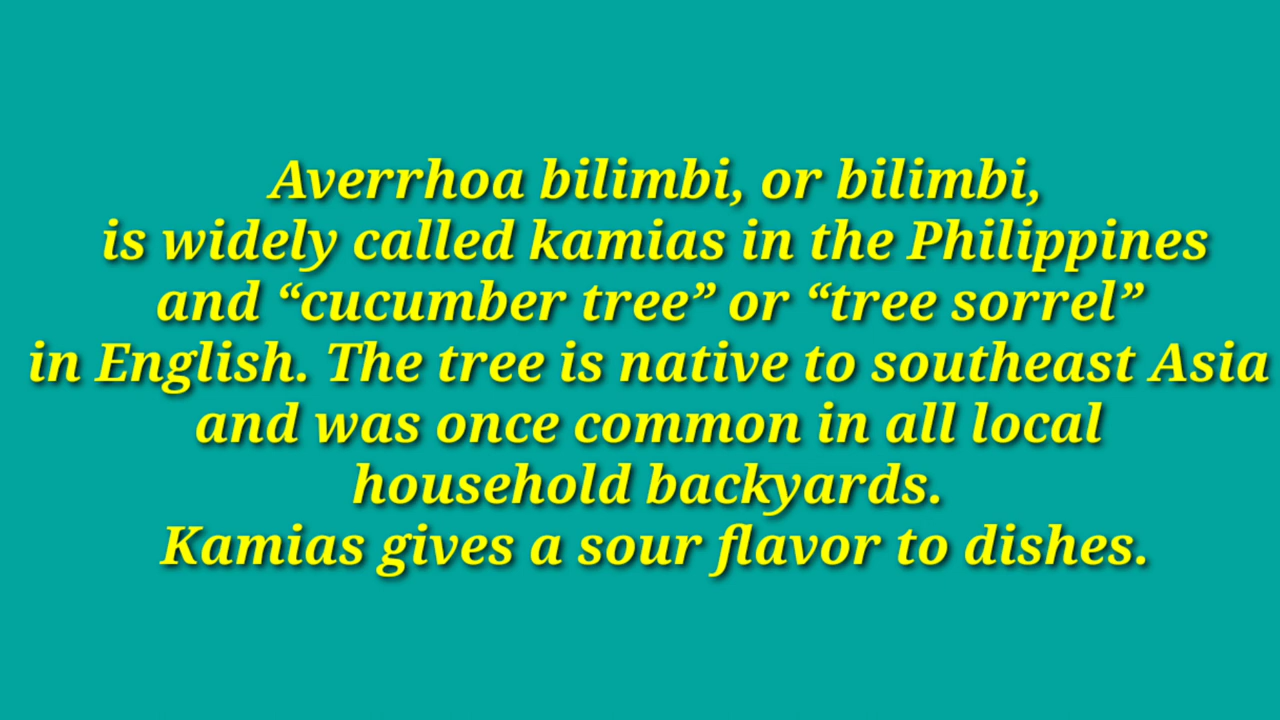 Averrhoa bilimbi, or bilimbi,
is widely called kamias in the Philippines
and “cucumber tree” or “tree sorrel”
in English. The tree is native to southeast Asia
and was once common in all local
household backyards.
Kamias gives a sour flavor to dishes.